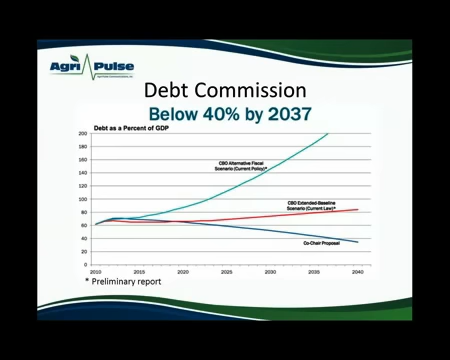 Agri Pulse
Debt Commission
Below 40% by 2037
Debt as a Percent of GDP
200
180
160
140
120
100
80
60
40
20
0
CBO Alternative Fiscal
Scenario (Current Policy)*
CBO Extended-Baseline
Scenario (Current Law)*
Co-Chair Proposal
2010 2015 2020 2025 2030 2035 2040
* Preliminary report